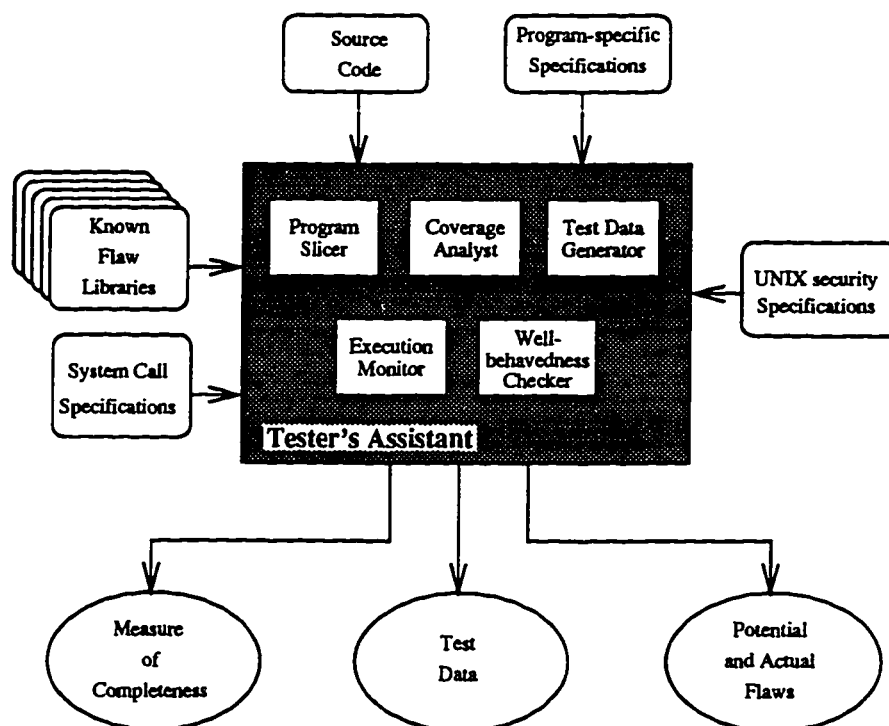 Source
Code
Program-specific
Specifications
Known
Flaw
Libraries
Program
Slicer
Coverage
Analyst
Test Data
Generator
UNIX security
Specifications
System Call
Specifications
Execution
Monitor
Well-
behavedness
Checker
Tester's Assistant
Measure
of
Completeness
Test
Data
Potential
and Actual
Flaws